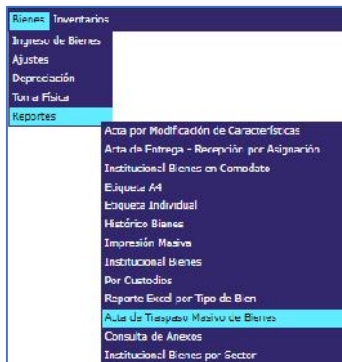 Bienes Inventarios
Ingreso de Bienes
Ajustes
Depreciación
Toma Física
Reportes
Acta por Modificación de Características
Acta de Entrega - Recepción por Asignación
Institucional Bienes en Comodato
Etiqueta A4
Etiqueta Individual
Histórico Bienes
Impresión Masiva
Institucional Bienes
Por Custodios
Reporte Excel por Tipo de Bien
Acta de Traspaso Masivo de Bienes
Consulta de Anexos
Institucional Bienes por Sector